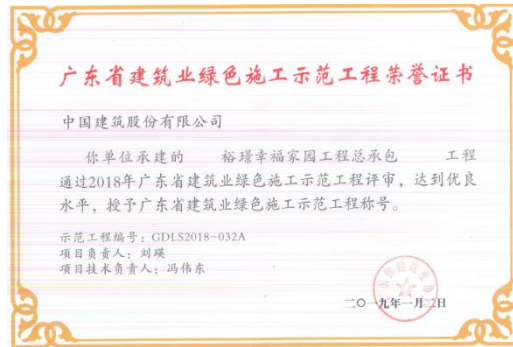 广东省建筑业绿色施工示范工程荣誉证书
中国建筑股份有限公司
你单位承建的 裕璟幸福家园工程总承包 工程
通过2018年广东省建筑业绿色施工示范工程评审，达到优良
水平，授予广东省建筑业绿色施工示范工程称号。
示范工程编号：GDLS2018-032A
项目负责人：刘瑛
项目技术负责人：冯伟东
二〇一九年一月二日